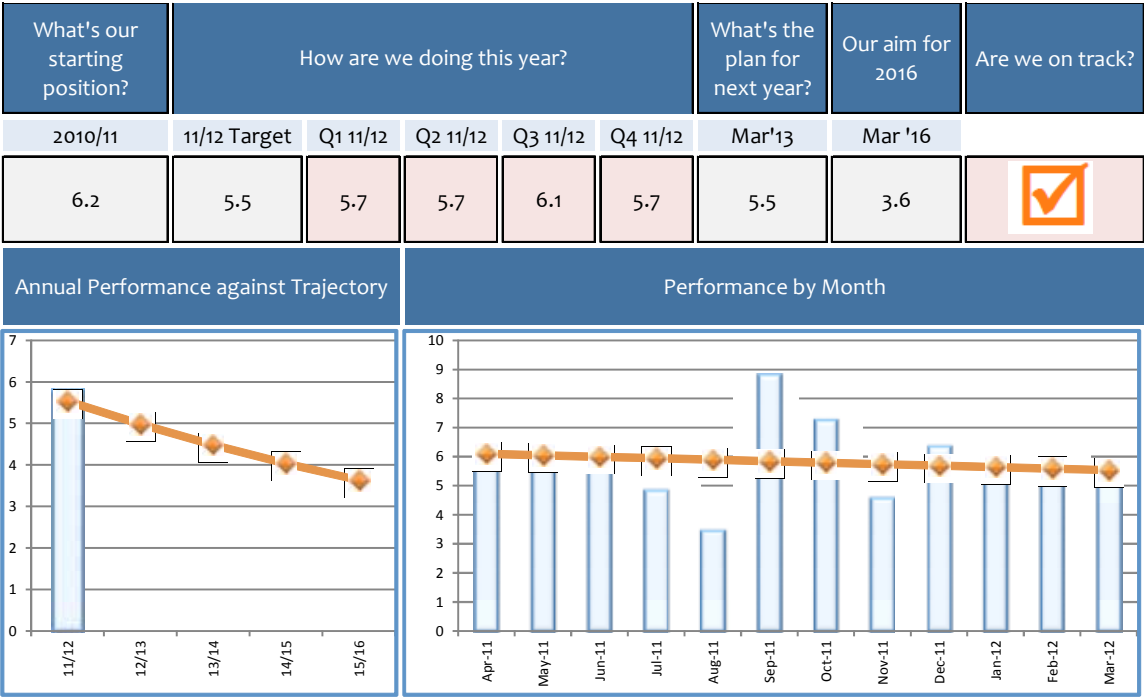 What's our
starting
position?
How are we doing this year?
What's the
plan for
next year?
Our aim for
2016
Are we on track?
2010/11
11/12 Target
Q1 11/12
Q2 11/12
Q3 11/12
Q4 11/12
Mar'13
Mar '16
6.2
5.5
5.7
5.7
6.1
5.7
5.5
3.6
Annual Performance against Trajectory
7
6
5
4
3
2
1
0
11/12
12/13
13/14
14/15
15/16
Performance by Month
10
9
8
7
6
5
4
3
2
1
0
Apr-11
May-11
Jun-11
Jul-11
Aug-11
Sep-11
Oct-11
Nov-11
Dec-11
Jan-12
Feb-12
Mar-12